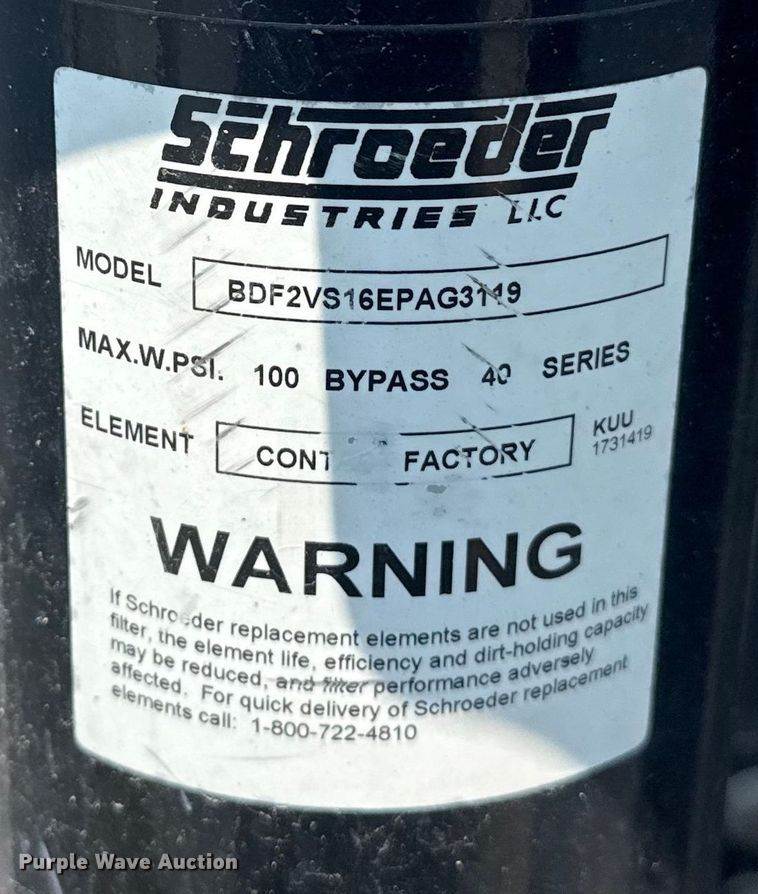 Schroeder
INDUSTRIES LLC
MODEL BDF2VS16EPAG3119
MAX.W.PSI. 100 BYPASS 40 SERIES
ELEMENT CONT FACTORY KUU
1731419
WARNING
If Schroeder replacement elements are not used in this
filter, the element life, efficiency and dirt-holding capacity
may be reduced, and filter performance adversely
affected. For quick delivery of Schroeder replacement
elements call: 1-800-722-4810
Purple Wave Auction